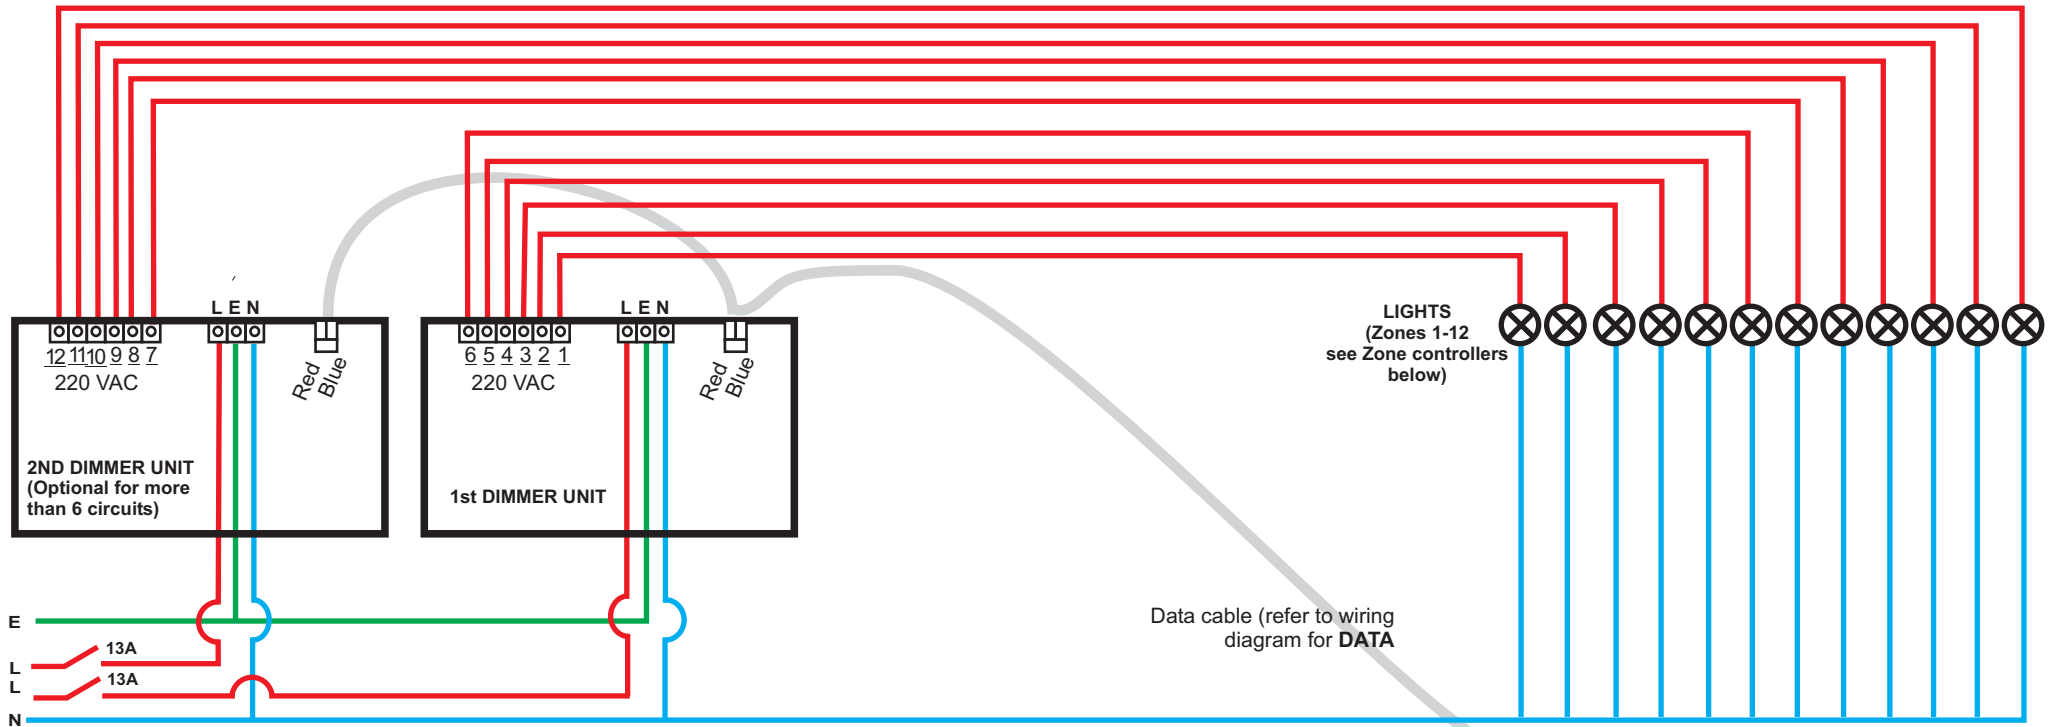 L E N
L E N
LIGHTS
(Zones 1-12
see Zone controllers
below)
12 11 10 9 8 7
220 VAC
Red
Blue
6 5 4 3 2 1
220 VAC
Red
Blue
2ND DIMMER UNIT
(Optional for more
than 6 circuits)
1st DIMMER UNIT
Data cable (refer to wiring
diagram for DATA
E
L
13A
L
13A
N